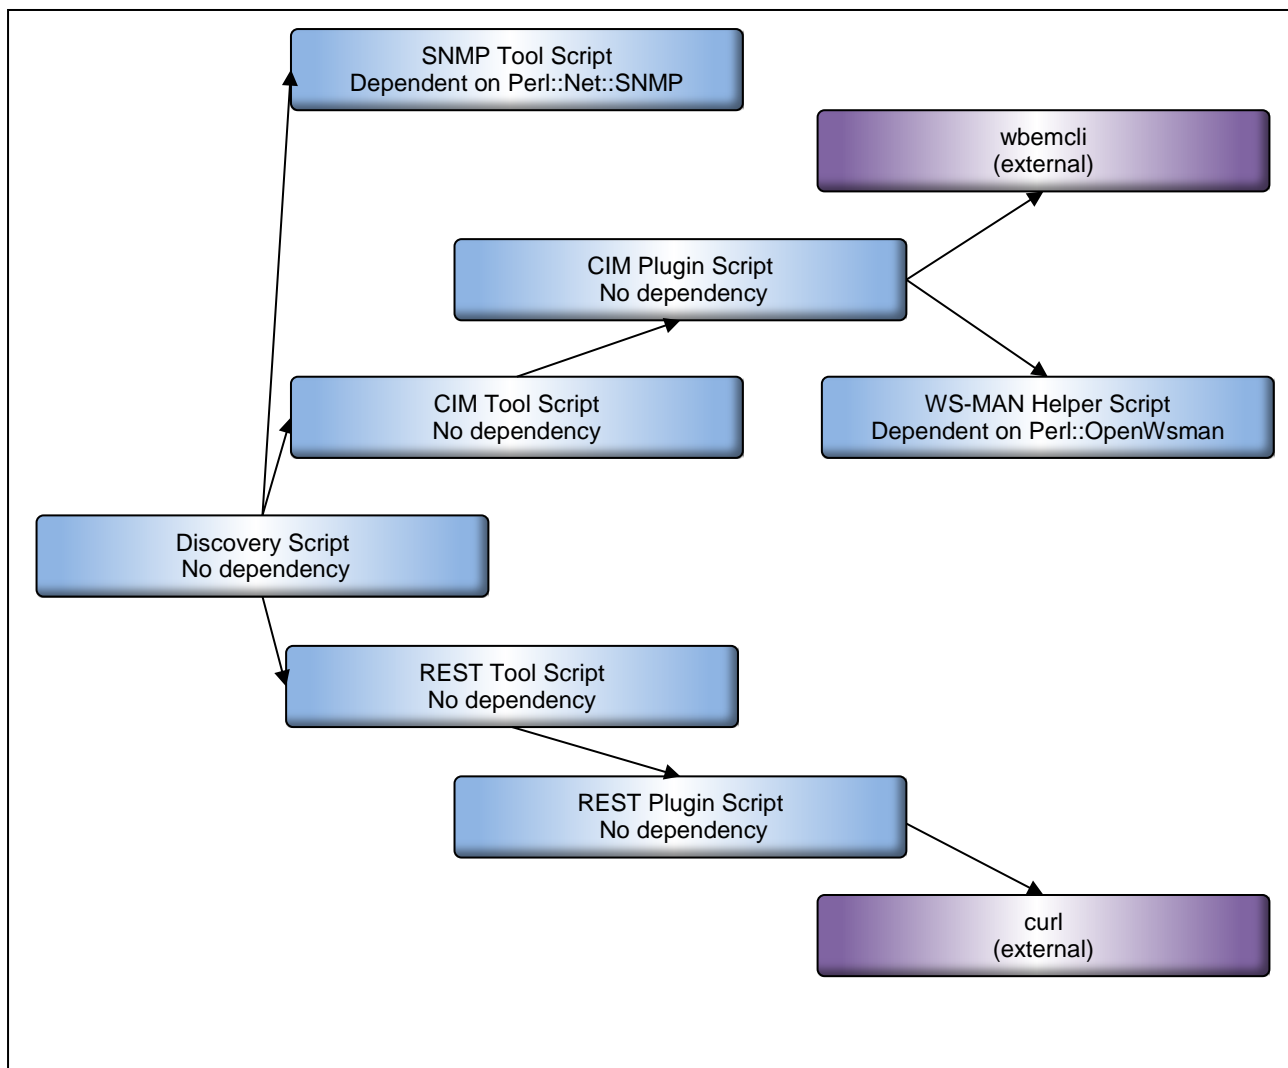 SNMP Tool Script
Dependent on Perl::Net::SNMP
wbemcli
(external)
CIM Plugin Script
No dependency
CIM Tool Script
No dependency
WS-MAN Helper Script
Dependent on Perl::OpenWsman
Discovery Script
No dependency
REST Tool Script
No dependency
REST Plugin Script
No dependency
curl
(external)